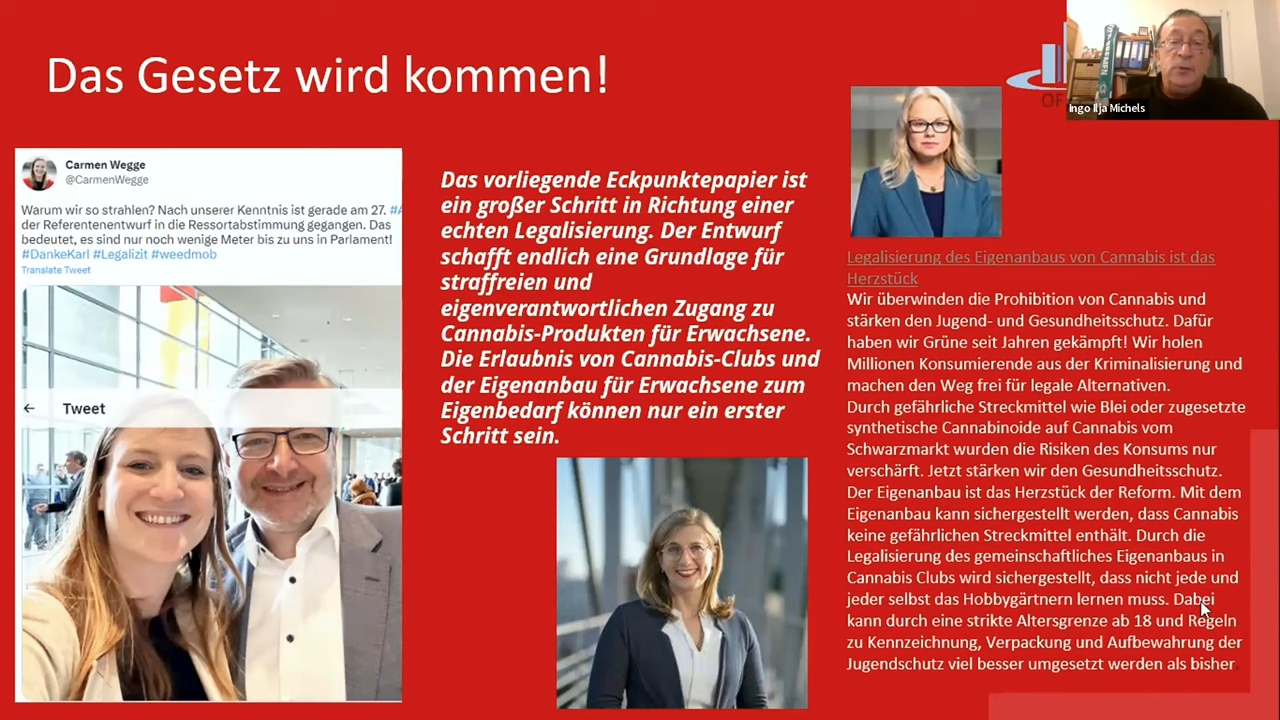 Das Gesetz wird kommen!
Ingo Ilja Michels
Carmen Wegge
@CarmenWegge
Warum wir so strahlen? Nach unserer Kenntnis ist gerade am 27.
der Referentenentwurf in die Ressortabstimmung gegangen. Das
bedeutet, es sind nur noch wenige Meter bis zu uns in Parlament!
#DankeKarl #Legalizit #weedmob
Translate Tweet
← Tweet
Das vorliegende Eckpunktepapier ist
ein großer Schritt in Richtung einer
echten Legalisierung. Der Entwurf
schafft endlich eine Grundlage für
straffreien und
eigenverantwortlichen Zugang zu
Cannabis-Produkten für Erwachsene.
Die Erlaubnis von Cannabis-Clubs und
der Eigenanbau für Erwachsene zum
Eigenbedarf können nur ein erster
Schritt sein.
Legalisierung des Eigenanbaus von Cannabis ist das
Herzstück
Wir überwinden die Prohibition von Cannabis und
stärken den Jugend- und Gesundheitsschutz. Dafür
haben wir Grüne seit Jahren gekämpft! Wir holen
Millionen Konsumierende aus der Kriminalisierung und
machen den Weg frei für legale Alternativen.
Durch gefährliche Streckmittel wie Blei oder zugesetzte
synthetische Cannabinoide auf Cannabis vom
Schwarzmarkt wurden die Risiken des Konsums nur
verschärft. Jetzt stärken wir den Gesundheitsschutz.
Der Eigenanbau ist das Herzstück der Reform. Mit dem
Eigenanbau kann sichergestellt werden, dass Cannabis
keine gefährlichen Streckmittel enthält. Durch die
Legalisierung des gemeinschaftliches Eigenanbaus in
Cannabis Clubs wird sichergestellt, dass nicht jede und
jeder selbst das Hobbygärtnern lernen muss. Dabei
kann durch eine strikte Altersgrenze ab 18 und Regeln
zu Kennzeichnung, Verpackung und Aufbewahrung der
Jugendschutz viel besser umgesetzt werden als bisher.